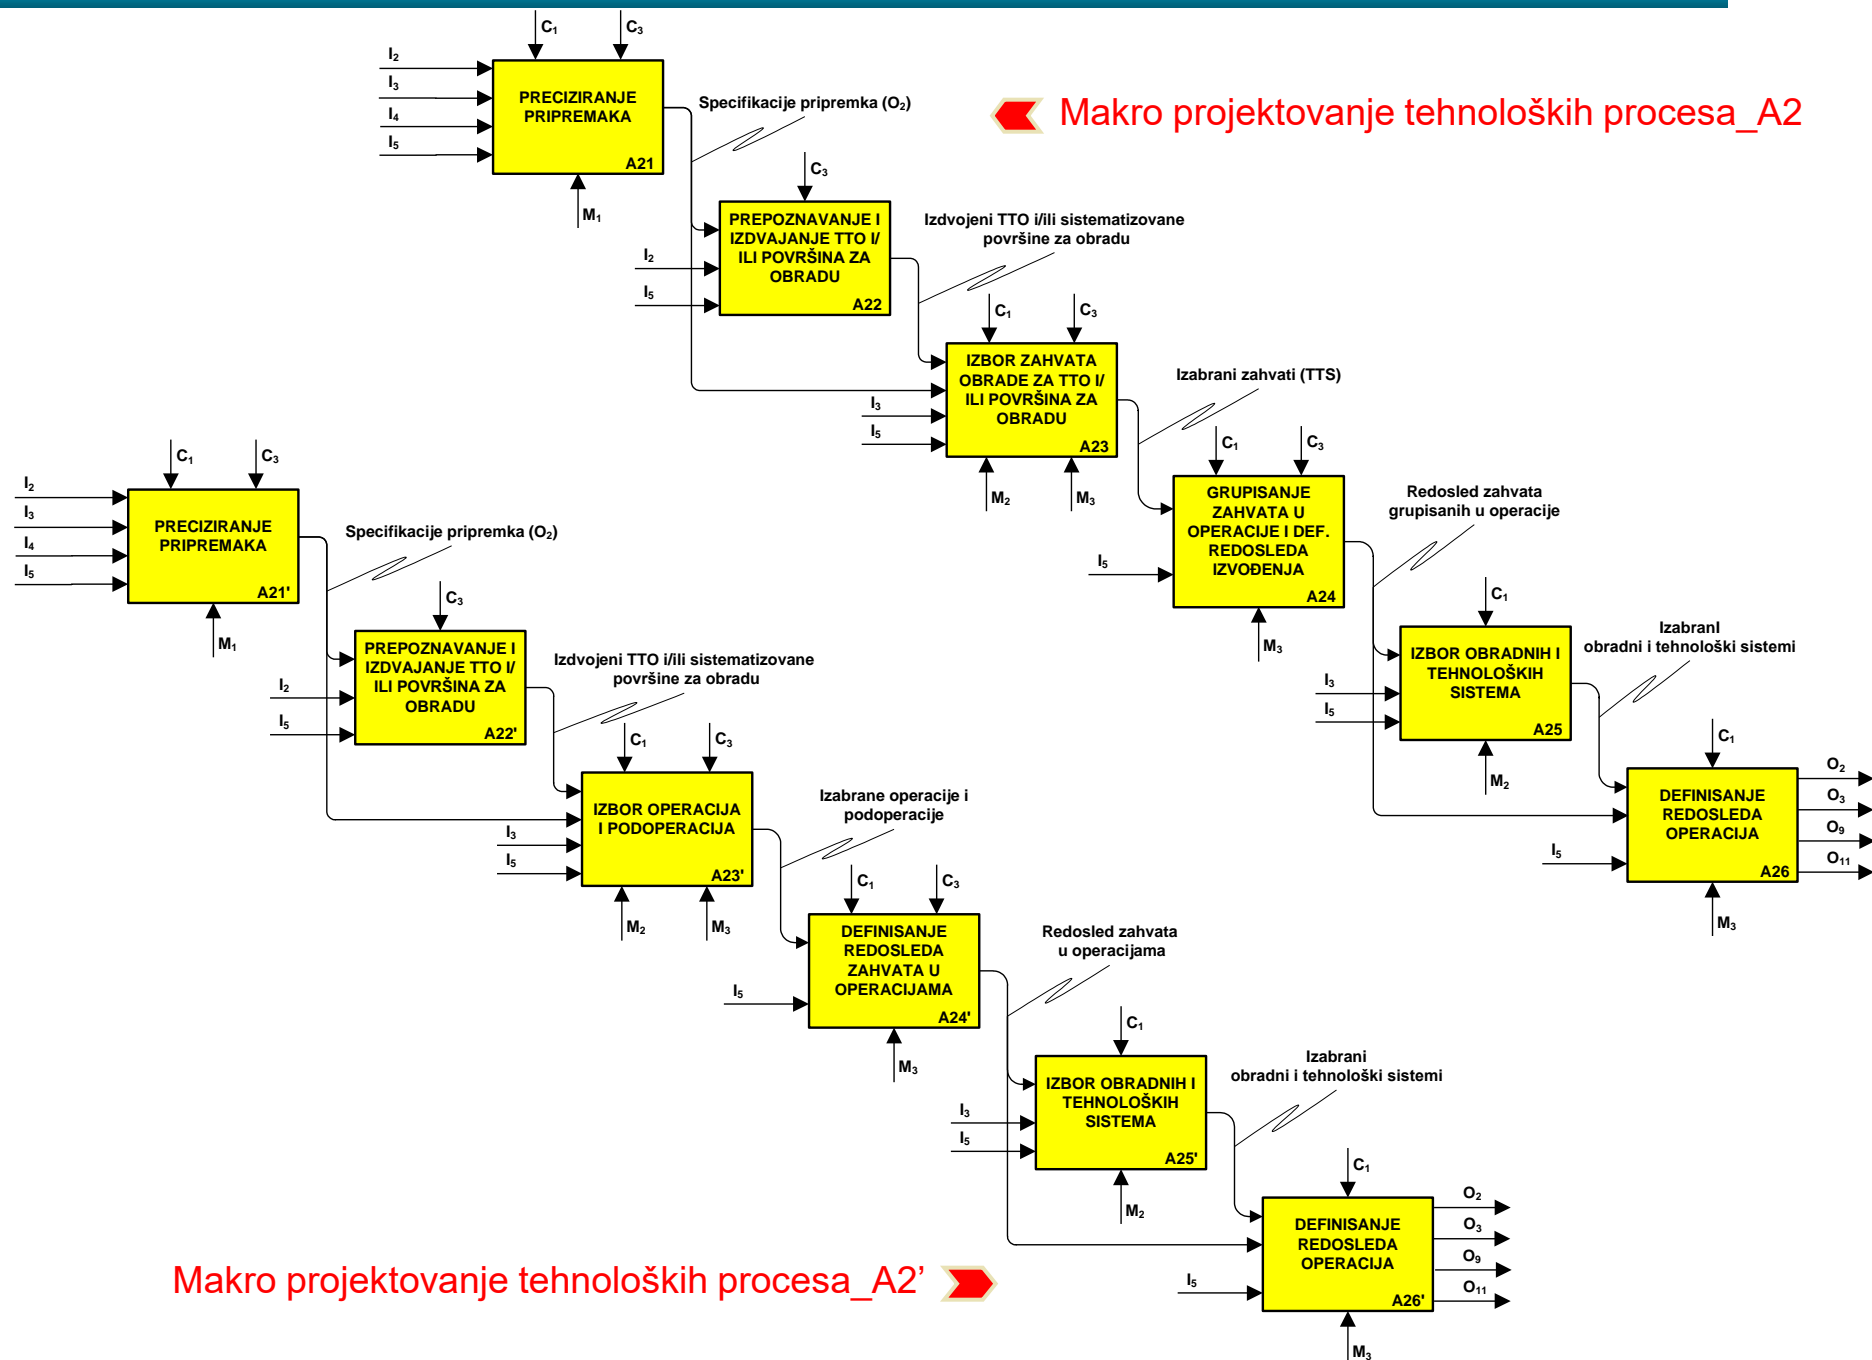 C₁
C₃
I₂
I₃
I₄
I₅
PRECIZIRANJE
PRIPREMAKA
A21
M₁
Specifikacije pripremka (O₂)
Makro projektovanje tehnoloških procesa_A2
C₃
I₂
I₅
PREPOZNAVANJE I
IZDVAJANJE TTO I/
ILI POVRŠINA ZA
OBRADU
A22
Izdvojeni TTO i/ili sistematizovane
površine za obradu
C₁
C₃
I₃
I₅
IZBOR ZAHVATA
OBRADE ZA TTO I/
ILI POVRŠINA ZA
OBRADU
A23
M₂
M₃
Izabrani zahvati (TTS)
C₁
C₃
I₅
GRUPISANJE
ZAHVATA U
OPERACIJE I DEF.
REDOSLEDA
IZVOĐENJA
A24
M₃
Redosled zahvata
grupisanih u operacije
C₁
I₃
I₅
IZBOR OBRADNIH I
TEHNOLOŠKIH
SISTEMA
A25
M₂
IzabranI
obradni i tehnološki sistemi
C₁
I₅
DEFINISANJE
REDOSLEDA
OPERACIJA
A26
M₃
O₂
O₃
O₉
O₁₁
C₁
C₃
I₂
I₃
I₄
I₅
PRECIZIRANJE
PRIPREMAKA
A21'
M₁
Specifikacije pripremka (O₂)
C₃
I₂
I₅
PREPOZNAVANJE I
IZDVAJANJE TTO I/
ILI POVRŠINA ZA
OBRADU
A22'
Izdvojeni TTO i/ili sistematizovane
površine za obradu
C₁
C₃
I₃
I₅
IZBOR OPERACIJA
I PODOPERACIJA
A23'
M₂
M₃
Izabrane operacije i
podoperacije
C₁
C₃
I₅
DEFINISANJE
REDOSLEDA
ZAHVATA U
OPERACIJAMA
A24'
M₃
Redosled zahvata
u operacijama
C₁
I₃
I₅
IZBOR OBRADNIH I
TEHNOLOŠKIH
SISTEMA
A25'
M₂
Izabrani
obradni i tehnološki sistemi
C₁
I₅
DEFINISANJE
REDOSLEDA
OPERACIJA
A26'
M₃
O₂
O₃
O₉
O₁₁
Makro projektovanje tehnoloških procesa_A2’